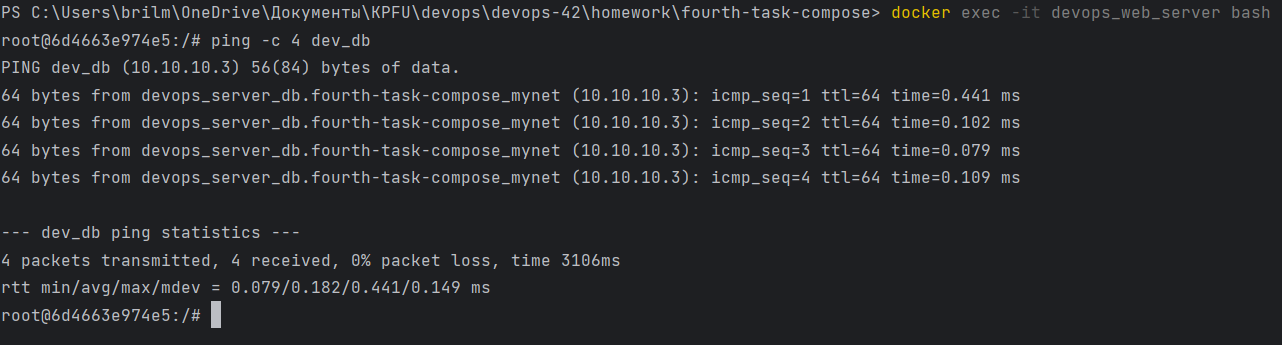 PS C:\Users\brilm\OneDrive\Документы\KPFU\devops\devops-42\homework\fourth-task-compose> docker exec -it devops_web_server bash
root@6d4663e974e5:/# ping -c 4 dev_db
PING dev_db (10.10.10.3) 56(84) bytes of data.
64 bytes from devops_server_db.fourth-task-compose_mynet (10.10.10.3): icmp_seq=1 ttl=64 time=0.441 ms
64 bytes from devops_server_db.fourth-task-compose_mynet (10.10.10.3): icmp_seq=2 ttl=64 time=0.102 ms
64 bytes from devops_server_db.fourth-task-compose_mynet (10.10.10.3): icmp_seq=3 ttl=64 time=0.079 ms
64 bytes from devops_server_db.fourth-task-compose_mynet (10.10.10.3): icmp_seq=4 ttl=64 time=0.109 ms
--- dev_db ping statistics ---
4 packets transmitted, 4 received, 0% packet loss, time 3106ms
rtt min/avg/max/mdev = 0.079/0.182/0.441/0.149 ms
root@6d4663e974e5:/#